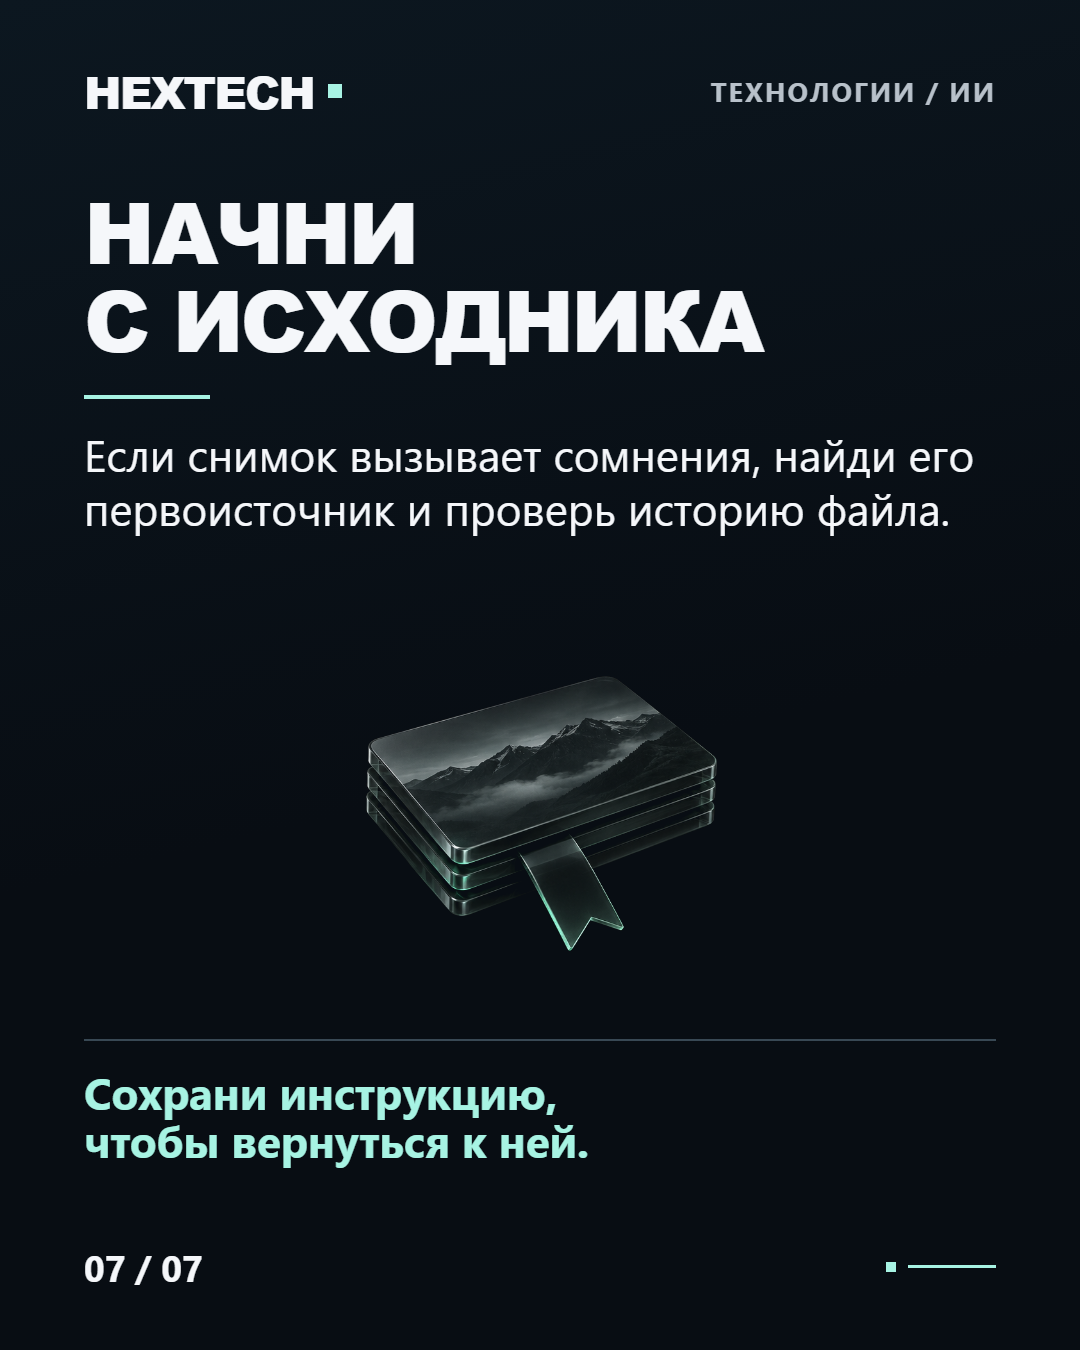 HEXTECH
ТЕХНОЛОГИИ / ИИ
НАЧНИ
С ИСХОДНИКА
Если снимок вызывает сомнения, найди его
первоисточник и проверь историю файла.
Сохрани инструкцию,
чтобы вернуться к ней.
07 / 07